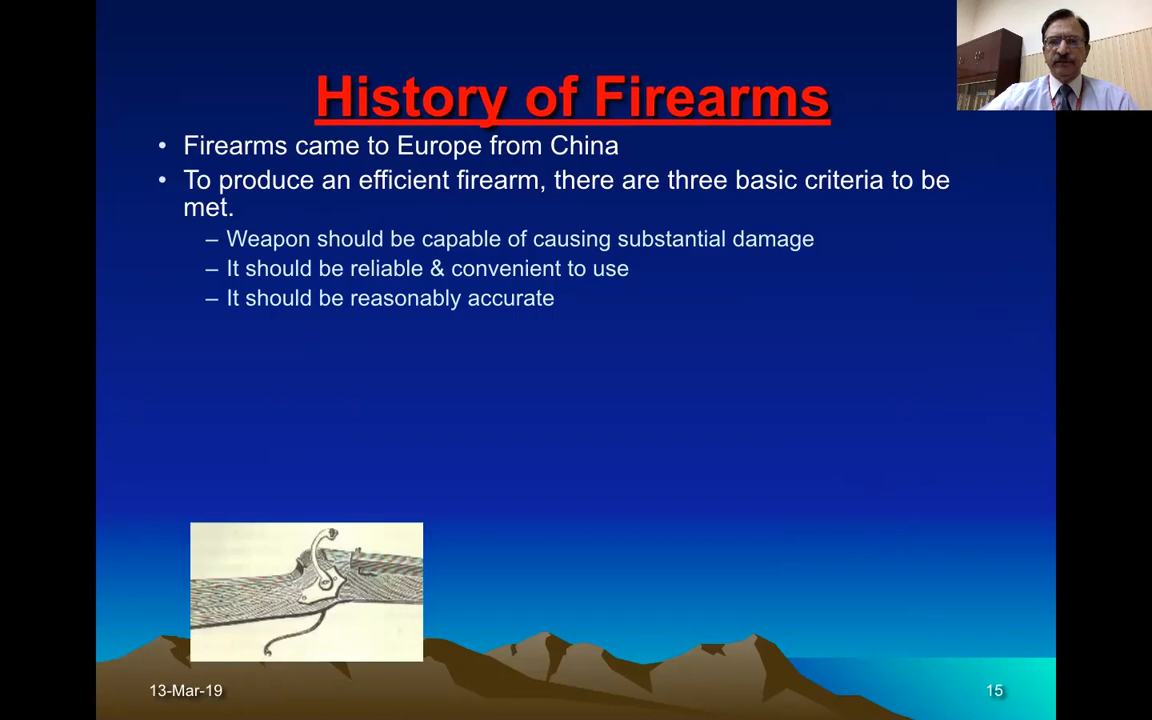 History of Firearms
• Firearms came to Europe from China
• To produce an efficient firearm, there are three basic criteria to be
met.
– Weapon should be capable of causing substantial damage
– It should be reliable & convenient to use
– It should be reasonably accurate
13-Mar-19
15